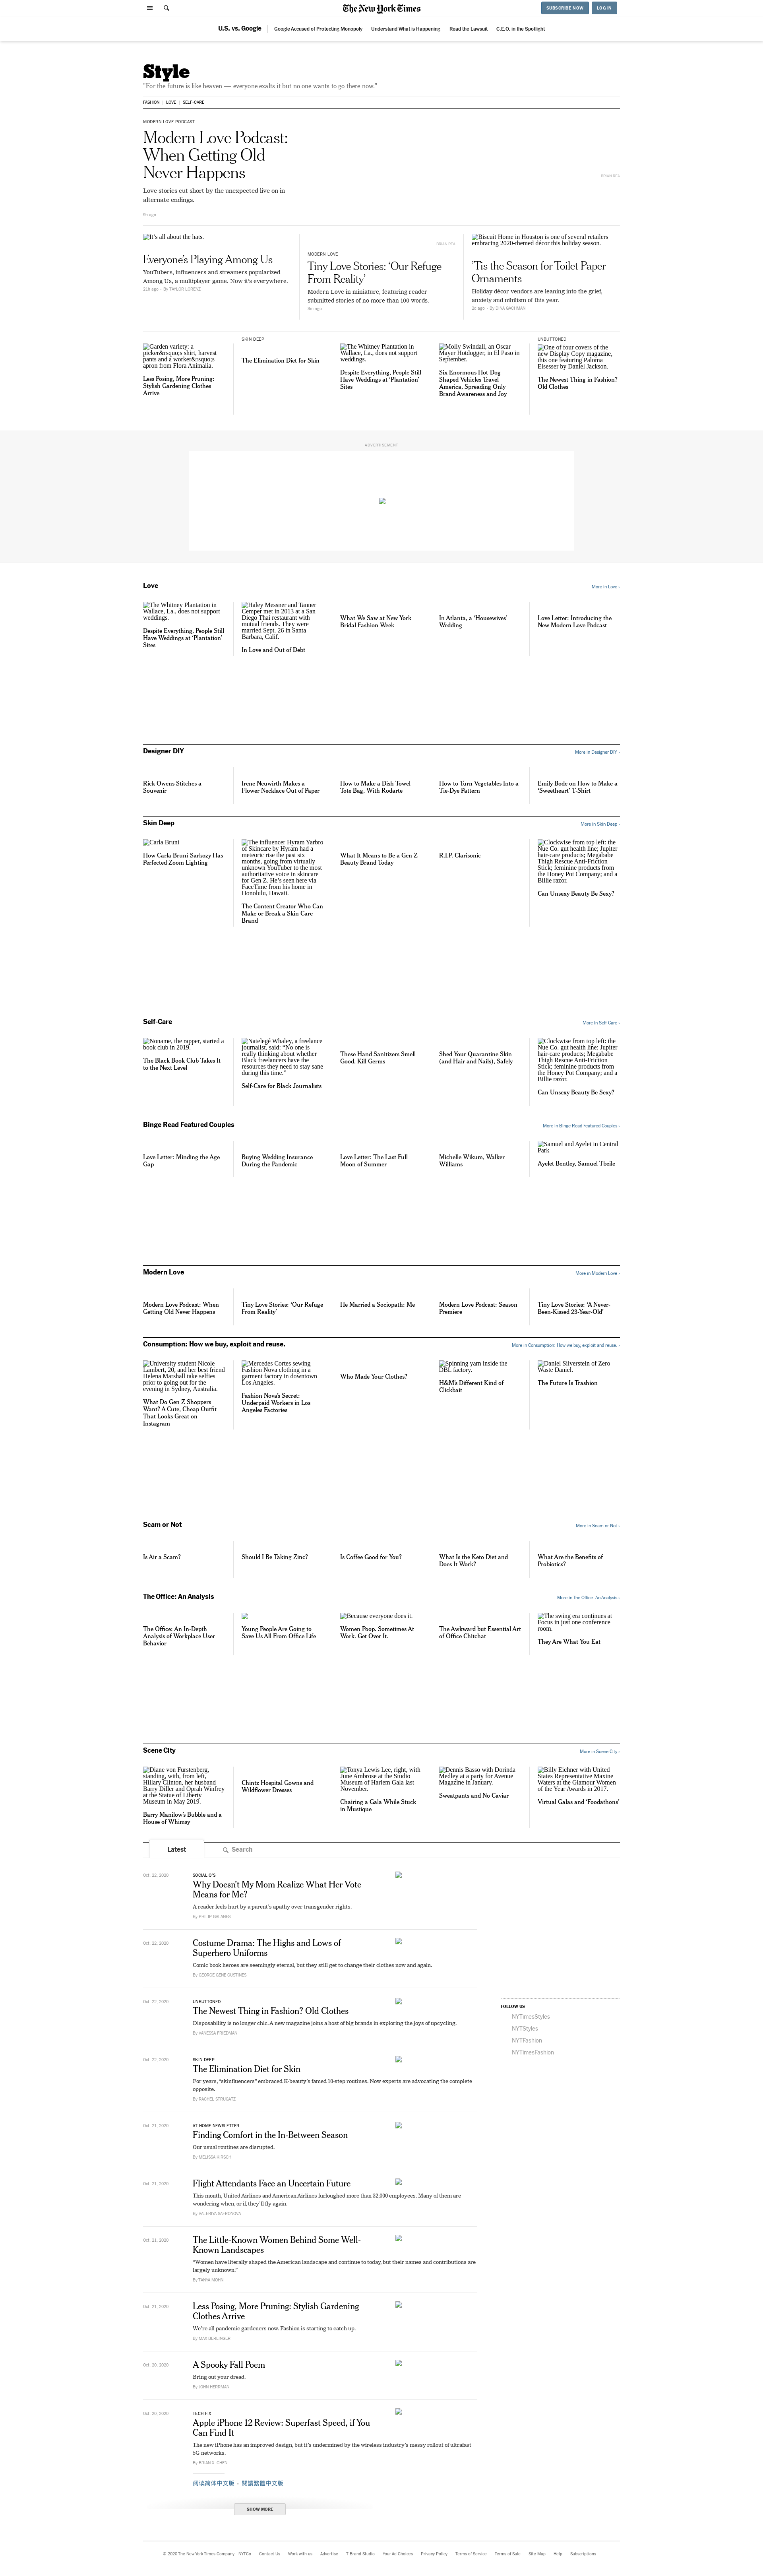 The New York Times
SUBSCRIBE NOW
LOG IN
U.S. vs. Google
Google Accused of Protecting Monopoly
Understand What is Happening
Read the Lawsuit
C.E.O. in the Spotlight
Style
"For the future is like heaven — everyone exalts it but no one wants to go there now."
FASHION
LOVE
SELF-CARE
MODERN LOVE PODCAST
Modern Love Podcast:
When Getting Old
Never Happens
Love stories cut short by the unexpected live on in
alternate endings.
6h ago
BRIAN REA
It's all about the hats.
Everyone's Playing Among Us
YouTubers, influencers and streamers popularized
Among Us, a multiplayer game. Now it's everywhere.
21h ago · By TAYLOR LORENZ
BRIAN REA
MODERN LOVE
Tiny Love Stories: 'Our Refuge
From Reality'
Modern Love in miniature, featuring reader-
submitted stories of no more than 100 words.
Biscuit Home in Houston is one of several retailers
embracing 2020-themed décor this holiday season.
'Tis the Season for Toilet Paper
Ornaments
Holiday décor vendors are leaning into the grief,
anxiety and nihilism of this year.
2d ago · By GINA GACHMAN
Garden variety: a
picker&rsquo;s shirt, harvest
pants and a worker&rsquo;s
apron from Flora Animalia.
Less Posing, More Pruning:
Stylish Gardening Clothes
Arrive
SKIN DEEP
The Elimination Diet for Skin
The Whitney Plantation in
Wallace, La., does not support
weddings.
Despite Everything, People Still
Have Weddings at 'Plantation'
Sites
Molly Swindall, an Oscar
Mayer Hotdogger, in El Paso in
September.
Six Enormous Hot-Dog-
Shaped Vehicles Travel
America, Spreading Only
Brand Awareness and Joy
UNBUTTONED
One of four covers of the
new Display Copy magazine,
this one featuring Paloma
Elsesser by Daniel Jackson.
The Newest Thing in Fashion?
Old Clothes
ADVERTISEMENT
Love
More in Love ›
The Whitney Plantation in
Wallace, La., does not support
weddings.
Despite Everything, People Still
Have Weddings at 'Plantation'
Sites
Haley Messner and Tanner
Cemper met in 2013 at a San
Diego Thai restaurant with
mutual friends. They were
married Sept. 26 in Santa
Barbara, Calif.
In Love and Out of Debt
What We Saw at New York
Bridal Fashion Week
In Atlanta, a 'Housewives'
Wedding
Love Letter: Introducing the
New Modern Love Podcast
Designer DIY
More in Designer DIY ›
Rick Owens Stitches a
Souvenir
Irene Neuwirth Makes a
Flower Necklace Out of Paper
How to Make a Dish Towel
Tote Bag, With Rodarte
How to Turn Vegetables Into a
Tie-Dye Pattern
Emily Bode on How to Make a
'Sweetheart' T-Shirt
Skin Deep
More in Skin Deep ›
Carla Bruni
How Carla Bruni-Sarkozy Has
Perfected Zoom Lighting
The influencer Hyram Yarbro
of Skincare by Hyram had a
meteoric rise the past six
months, going from virtually
unknown YouTuber to the most
authoritative voice in skincare
for Gen Z. He's seen here via
FaceTime from his home in
Honolulu, Hawaii.
The Content Creator Who Can
Make or Break a Skin Care
Brand
What It Means to Be a Gen Z
Beauty Brand Today
R.I.P. Clarisonic
Clockwise from top left: the
Nue Co. gut health line; Jupiter
hair-care products; Megababe
Thigh Rescue Anti-Friction
Stick; feminine products from
the Honey Pot Company; and a
Billie razor.
Can Unsexy Beauty Be Sexy?
Self-Care
More in Self-Care ›
Noname, the rapper, started a
book club in 2019.
The Black Book Club Takes It
to the Next Level
Natelegé Whaley, a freelance
journalist, said: "No one is
really thinking about whether
Black freelancers have the
resources they need to stay sane
during this time."
Self-Care for Black Journalists
These Hand Sanitizers Smell
Good, Kill Germs
Shed Your Quarantine Skin
(and Hair and Nails), Safely
Clockwise from top left: the
Nue Co. gut health line; Jupiter
hair-care products; Megababe
Thigh Rescue Anti-Friction
Stick; feminine products from
the Honey Pot Company; and a
Billie razor.
Can Unsexy Beauty Be Sexy?
Binge Read Featured Couples
More in Binge Read Featured Couples ›
Love Letter: Minding the Age
Gap
Buying Wedding Insurance
During the Pandemic
Love Letter: The Last Full
Moon of Summer
Michelle Wikum, Walker
Williams
Samuel and Ayelet in Central
Park
Ayelet Bentley, Samuel Tbeile
Modern Love
More in Modern Love ›
Modern Love Podcast: When
Getting Old Never Happens
Tiny Love Stories: 'Our Refuge
From Reality'
He Married a Sociopath: Me
Modern Love Podcast: Season
Premiere
Tiny Love Stories: 'A Never-
Been-Kissed 23-Year-Old'
Consumption: How we buy, exploit and reuse.
More in Consumption: How we buy, exploit and reuse. ›
University student Nicole
Lambert, 20, and her best friend
Helena Marshall take selfies
prior to going out for the
evening in Sydney, Australia.
What Do Gen Z Shoppers
Want? A Cute, Cheap Outfit
That Looks Great on
Instagram
Mercedes Cortes sewing
Fashion Nova clothing in a
garment factory in downtown
Los Angeles.
Fashion Nova's Secret:
Underpaid Workers in Los
Angeles Factories
Who Made Your Clothes?
Spinning yarn inside the
DBL factory.
H&M's Different Kind of
Clickbait
Daniel Silverstein of Zero
Waste Daniel.
The Future Is Trashion
Scam or Not
More in Scam or Not ›
Is Air a Scam?
Should I Be Taking Zinc?
Is Coffee Good for You?
What Is the Keto Diet and
Does It Work?
What Are the Benefits of
Probiotics?
The Office: An Analysis
More in The Office: An Analysis ›
The Office: An In-Depth
Analysis of Workplace User
Behavior
Young People Are Going to
Save Us All From Office Life
Because everyone does it.
Women Poop. Sometimes At
Work. Get Over It.
The Awkward but Essential Art
of Office Chitchat
The swing era continues at
Focus in just one conference
room.
They Are What You Eat
Scene City
More in Scene City ›
Diane von Furstenberg,
standing, with, from left,
Hillary Clinton, her husband
Barry Diller and Oprah Winfrey
at the Statue of Liberty
Museum in May 2019.
Barry Manilow's Bubble and a
House of Whimsy
Chintz Hospital Gowns and
Wildflower Dresses
Tonya Lewis Lee, right, with
June Ambrose at the Studio
Museum of Harlem Gala last
November.
Chairing a Gala While Stuck
in Mustique
Dennis Basso with Dorinda
Medley at a party for Avenue
Magazine in January.
Sweatpants and No Caviar
Billy Eichner with United
States Representative Maxine
Waters at the Glamour Women
of the Year Awards in 2017.
Virtual Galas and 'Foodathons'
Latest
Search
Oct. 22, 2020
SOCIAL Q'S
Why Doesn't My Mom Realize What Her Vote
Means for Me?
A reader feels hurt by a parent's apathy over transgender rights.
By PHILIP GALANES
Oct. 22, 2020
Costume Drama: The Highs and Lows of
Superhero Uniforms
Comic book heroes are seemingly eternal, but they still get to change their clothes now and again.
By GEORGE GENE GUSTINES
Oct. 22, 2020
UNBUTTONED
The Newest Thing in Fashion? Old Clothes
Disposability is no longer chic. A new magazine joins a host of big brands in exploring the joys of upcycling.
By VANESSA FRIEDMAN
Oct. 22, 2020
SKIN DEEP
The Elimination Diet for Skin
For years, "skinfluencers" embraced K-beauty's famed 10-step routines. Now experts are advocating the complete
opposite.
By RACHEL STRUGATZ
Oct. 21, 2020
AT HOME NEWSLETTER
Finding Comfort in the In-Between Season
Our usual routines are disrupted.
By MELISSA KIRSCH
Oct. 21, 2020
Flight Attendants Face an Uncertain Future
This month, United Airlines and American Airlines furloughed more than 32,000 employees. Many of them are
wondering when, or if, they'll fly again.
By VALERIYA SAFRONOVA
Oct. 21, 2020
The Little-Known Women Behind Some Well-
Known Landscapes
"Women have literally shaped the American landscape and continue to today, but their names and contributions are
largely unknown."
By TANYA MOHN
Oct. 21, 2020
Less Posing, More Pruning: Stylish Gardening
Clothes Arrive
We're all pandemic gardeners now. Fashion is starting to catch up.
By MAX BERLINGER
Oct. 20, 2020
A Spooky Fall Poem
Bring out your dread.
By JOHN HERRMAN
Oct. 20, 2020
TECH FIX
Apple iPhone 12 Review: Superfast Speed, if You
Can Find It
The new iPhone has an improved design, but it's undermined by the wireless industry's messy rollout of ultrafast
5G networks.
By BRIAN X. CHEN
阅读简体中文版 · 閱讀繁體中文版
SHOW MORE
FOLLOW US
NYTimesStyles
NYTStyles
NYTFashion
NYTimesFashion
© 2020 The New York Times Company
NYTCo
Contact Us
Work with us
Advertise
T Brand Studio
Your Ad Choices
Privacy Policy
Terms of Service
Terms of Sale
Site Map
Help
Subscriptions